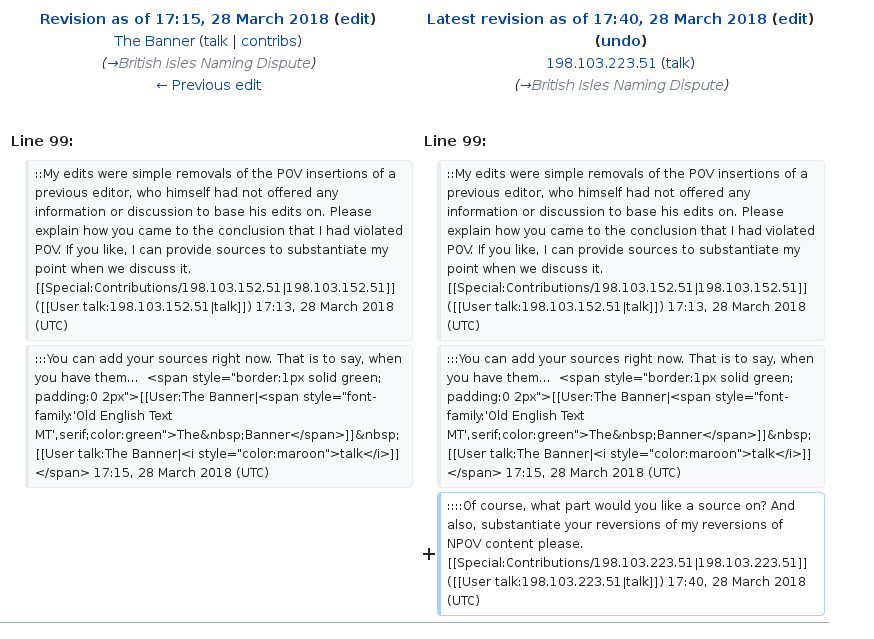 Revision as of 17:15, 28 March 2018 (edit)
The Banner (talk | contribs)
(→British Isles Naming Dispute)
← Previous edit
Latest revision as of 17:40, 28 March 2018 (edit)
(undo)
198.103.223.51 (talk)
(→British Isles Naming Dispute)
Line 99:
Line 99:
::My edits were simple removals of the POV insertions of a
previous editor, who himself had not offered any
information or discussion to base his edits on. Please
explain how you came to the conclusion that I had violated
POV. If you like, I can provide sources to substantiate my
point when we discuss it.
[[Special:Contributions/198.103.152.51|198.103.152.51]]
([[User talk:198.103.152.51|talk]]) 17:13, 28 March 2018
(UTC)
::My edits were simple removals of the POV insertions of a
previous editor, who himself had not offered any
information or discussion to base his edits on. Please
explain how you came to the conclusion that I had violated
POV. If you like, I can provide sources to substantiate my
point when we discuss it.
[[Special:Contributions/198.103.152.51|198.103.152.51]]
([[User talk:198.103.152.51|talk]]) 17:13, 28 March 2018
(UTC)
:::You can add your sources right now. That is to say, when
you have them... <span style="border:1px solid green;
padding:0 2px">[[User:The Banner|<span style="font-
family:'Old English Text
MT',serif;color:green">The&nbsp;Banner</span>]]&nbsp;
[[User talk:The Banner|<i style="color:maroon">talk</i>]]
</span> 17:15, 28 March 2018 (UTC)
:::You can add your sources right now. That is to say, when
you have them... <span style="border:1px solid green;
padding:0 2px">[[User:The Banner|<span style="font-
family:'Old English Text
MT',serif;color:green">The&nbsp;Banner</span>]]&nbsp;
[[User talk:The Banner|<i style="color:maroon">talk</i>]]
</span> 17:15, 28 March 2018 (UTC)
+
::::Of course, what part would you like a source on? And
also, substantiate your reversions of my reversions of
NPOV content please.
[[Special:Contributions/198.103.223.51|198.103.223.51]]
([[User talk:198.103.223.51|talk]]) 17:40, 28 March 2018
(UTC)